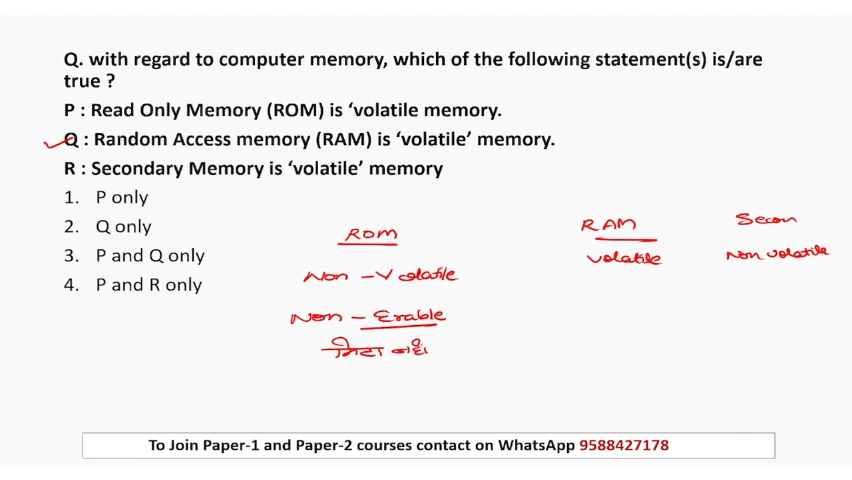 Q. with regard to computer memory, which of the following statement(s) is/are
true ?
P : Read Only Memory (ROM) is ‘volatile memory.
Q : Random Access memory (RAM) is ‘volatile’ memory.
R : Secondary Memory is ‘volatile’ memory
1. P only
2. Q only
3. P and Q only
4. P and R only
ROM
Non - Volatile
Non - Erable
मिटा नहीं
RAM
Volatile
Secon
Non volatile
To Join Paper-1 and Paper-2 courses contact on WhatsApp 9588427178